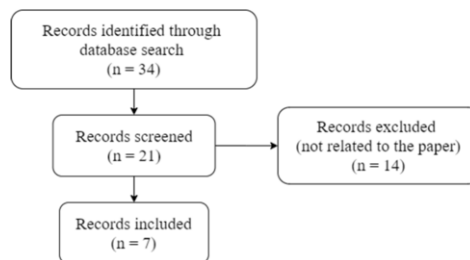 Records identified through
database search
(n = 34)
Records screened
(n = 21)
Records excluded
(not related to the paper)
(n = 14)
Records included
(n = 7)